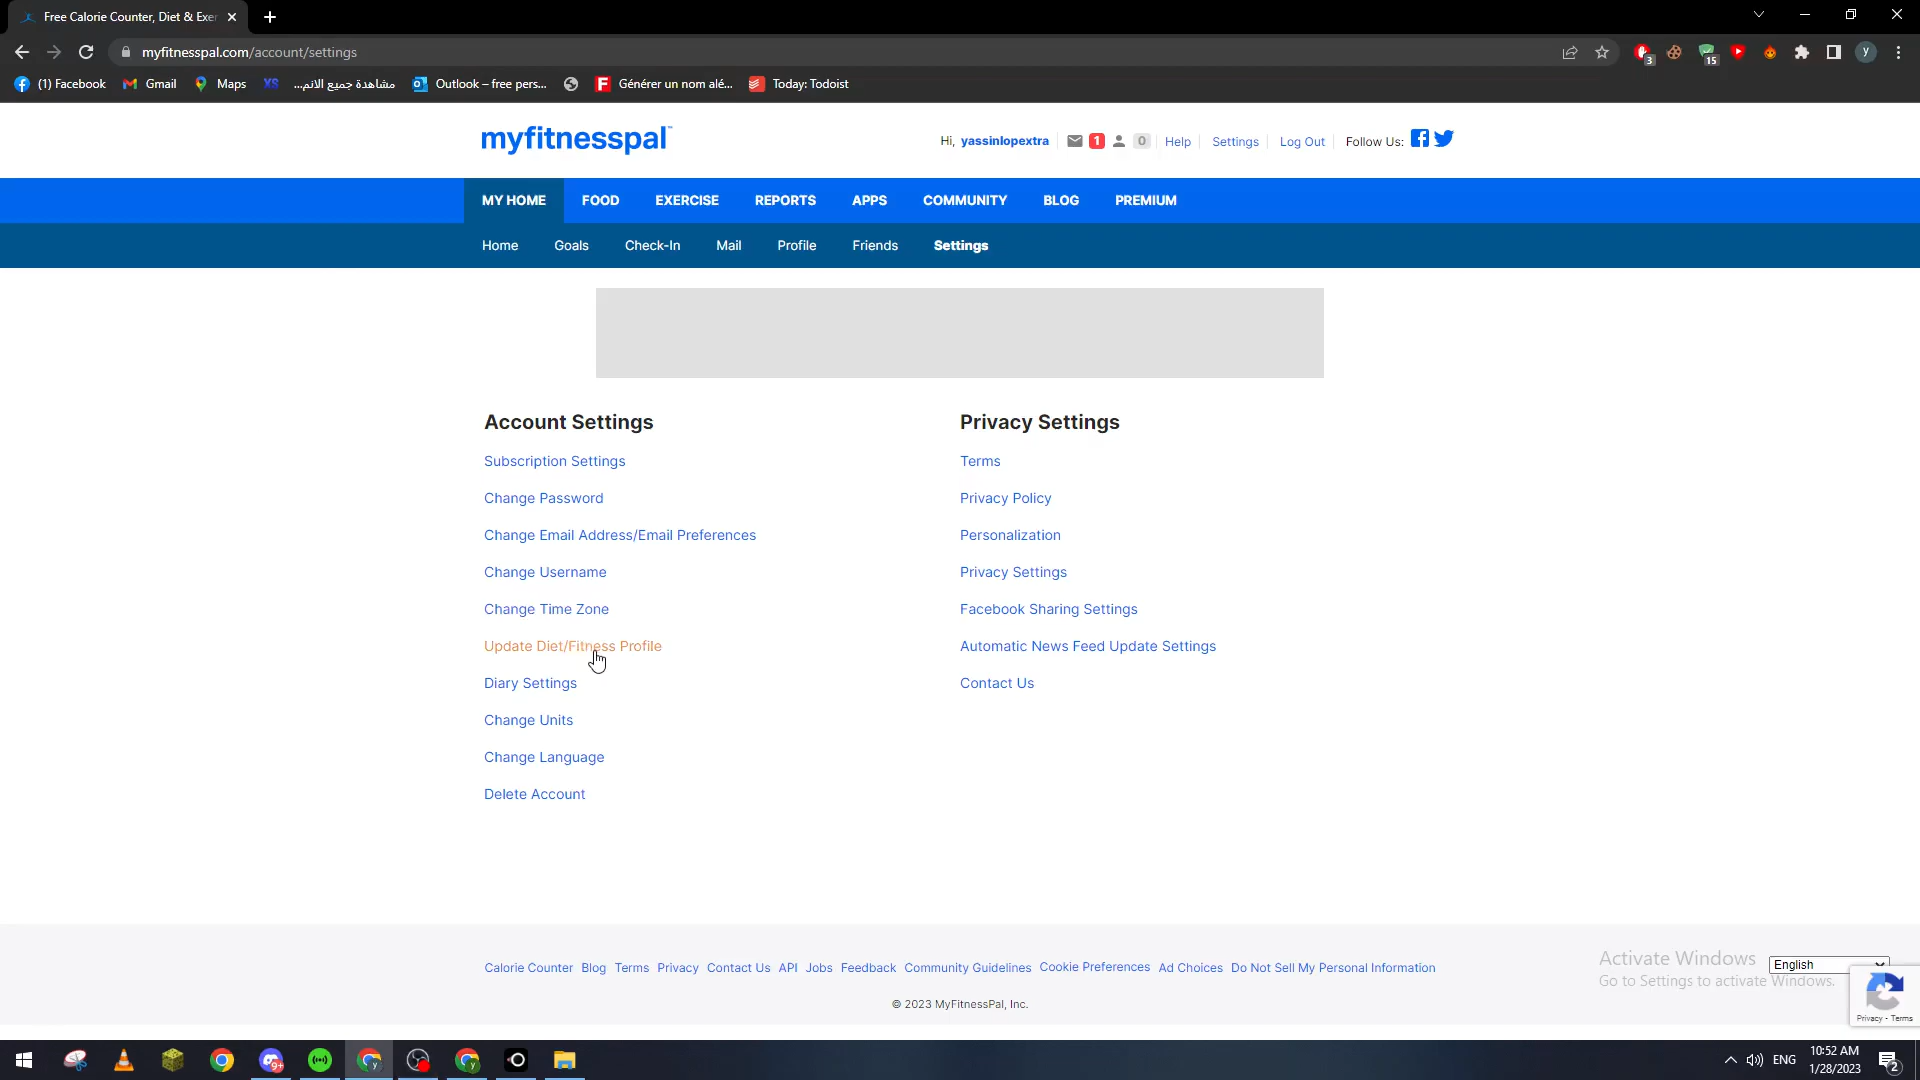 Free Calorie Counter, Diet & Exer
myfitnesspal.com/account/settings
3
15
y
(1) Facebook
Gmail
Maps
XS
مشاهدة جميع الانم...
Outlook – free pers...
Générer un nom alé...
Today: Todoist
myfitnesspal
Hi, yassinlopextra
1
0
Help
Settings
Log Out
Follow Us:
MY HOME
FOOD
EXERCISE
REPORTS
APPS
COMMUNITY
BLOG
PREMIUM
Home
Goals
Check-In
Mail
Profile
Friends
Settings
Account Settings
Subscription Settings
Change Password
Change Email Address/Email Preferences
Change Username
Change Time Zone
Update Diet/Fitness Profile
Diary Settings
Change Units
Change Language
Delete Account
Privacy Settings
Terms
Privacy Policy
Personalization
Privacy Settings
Facebook Sharing Settings
Automatic News Feed Update Settings
Contact Us
Calorie Counter Blog Terms Privacy Contact Us API Jobs Feedback Community Guidelines Cookie Preferences Ad Choices Do Not Sell My Personal Information
© 2023 MyFitnessPal, Inc.
English
Activate Windows
Go to Settings to activate Windows.
Privacy - Terms
9+
ENG
10:52 AM
1/28/2023
2